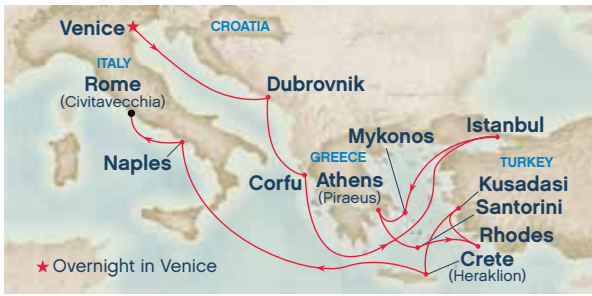 Venice
CROATIA
ITALY
Rome
(Civitavecchia)
Dubrovnik
Naples
Corfu
GREECE
Mykonos
Athens
(Piraeus)
Istanbul
TURKEY
Kusadasi
Santorini
Rhodes
Crete
(Heraklion)
Overnight in Venice